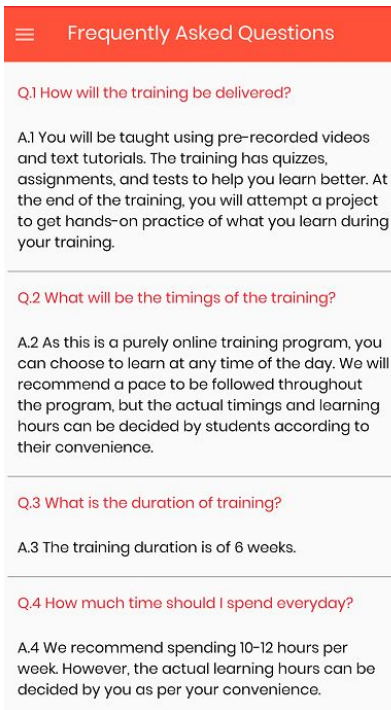 Frequently Asked Questions
Q.1 How will the training be delivered?
A.1 You will be taught using pre-recorded videos
and text tutorials. The training has quizzes,
assignments, and tests to help you learn better. At
the end of the training, you will attempt a project
to get hands-on practice of what you learn during
your training.
Q.2 What will be the timings of the training?
A.2 As this is a purely online training program, you
can choose to learn at any time of the day. We will
recommend a pace to be followed throughout
the program, but the actual timings and learning
hours can be decided by students according to
their convenience.
Q.3 What is the duration of training?
A.3 The training duration is of 6 weeks.
Q.4 How much time should I spend everyday?
A.4 We recommend spending 10-12 hours per
week. However, the actual learning hours can be
decided by you as per your convenience.